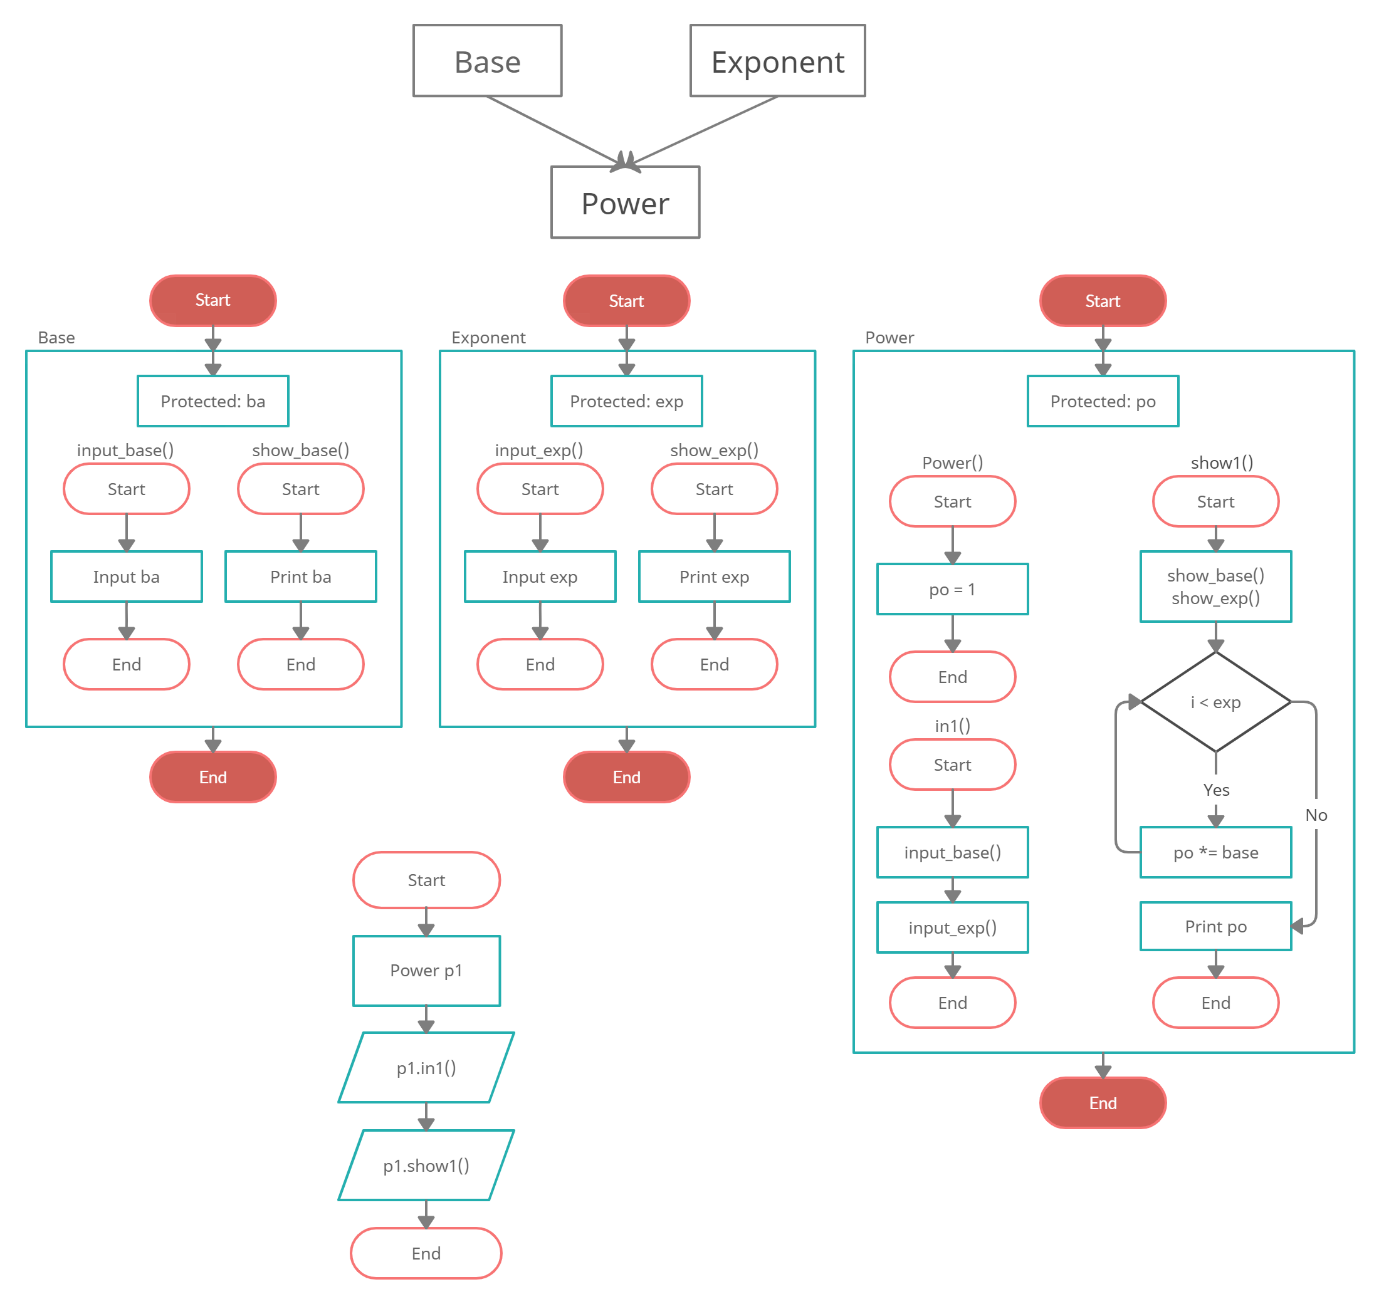 Base
Exponent
Power
Start
Base
Protected: ba
input_base()
Start
Input ba
End
show_base()
Start
Print ba
End
End
Start
Exponent
Protected: exp
input_exp()
Start
Input exp
End
show_exp()
Start
Print exp
End
End
Start
Power
Protected: po
Power()
Start
po = 1
End
in1()
Start
input_base()
input_exp()
End
show1()
Start
show_base()
show_exp()
i < exp
Yes
No
po *= base
Print po
End
End
Start
Power p1
p1.in1()
p1.show1()
End